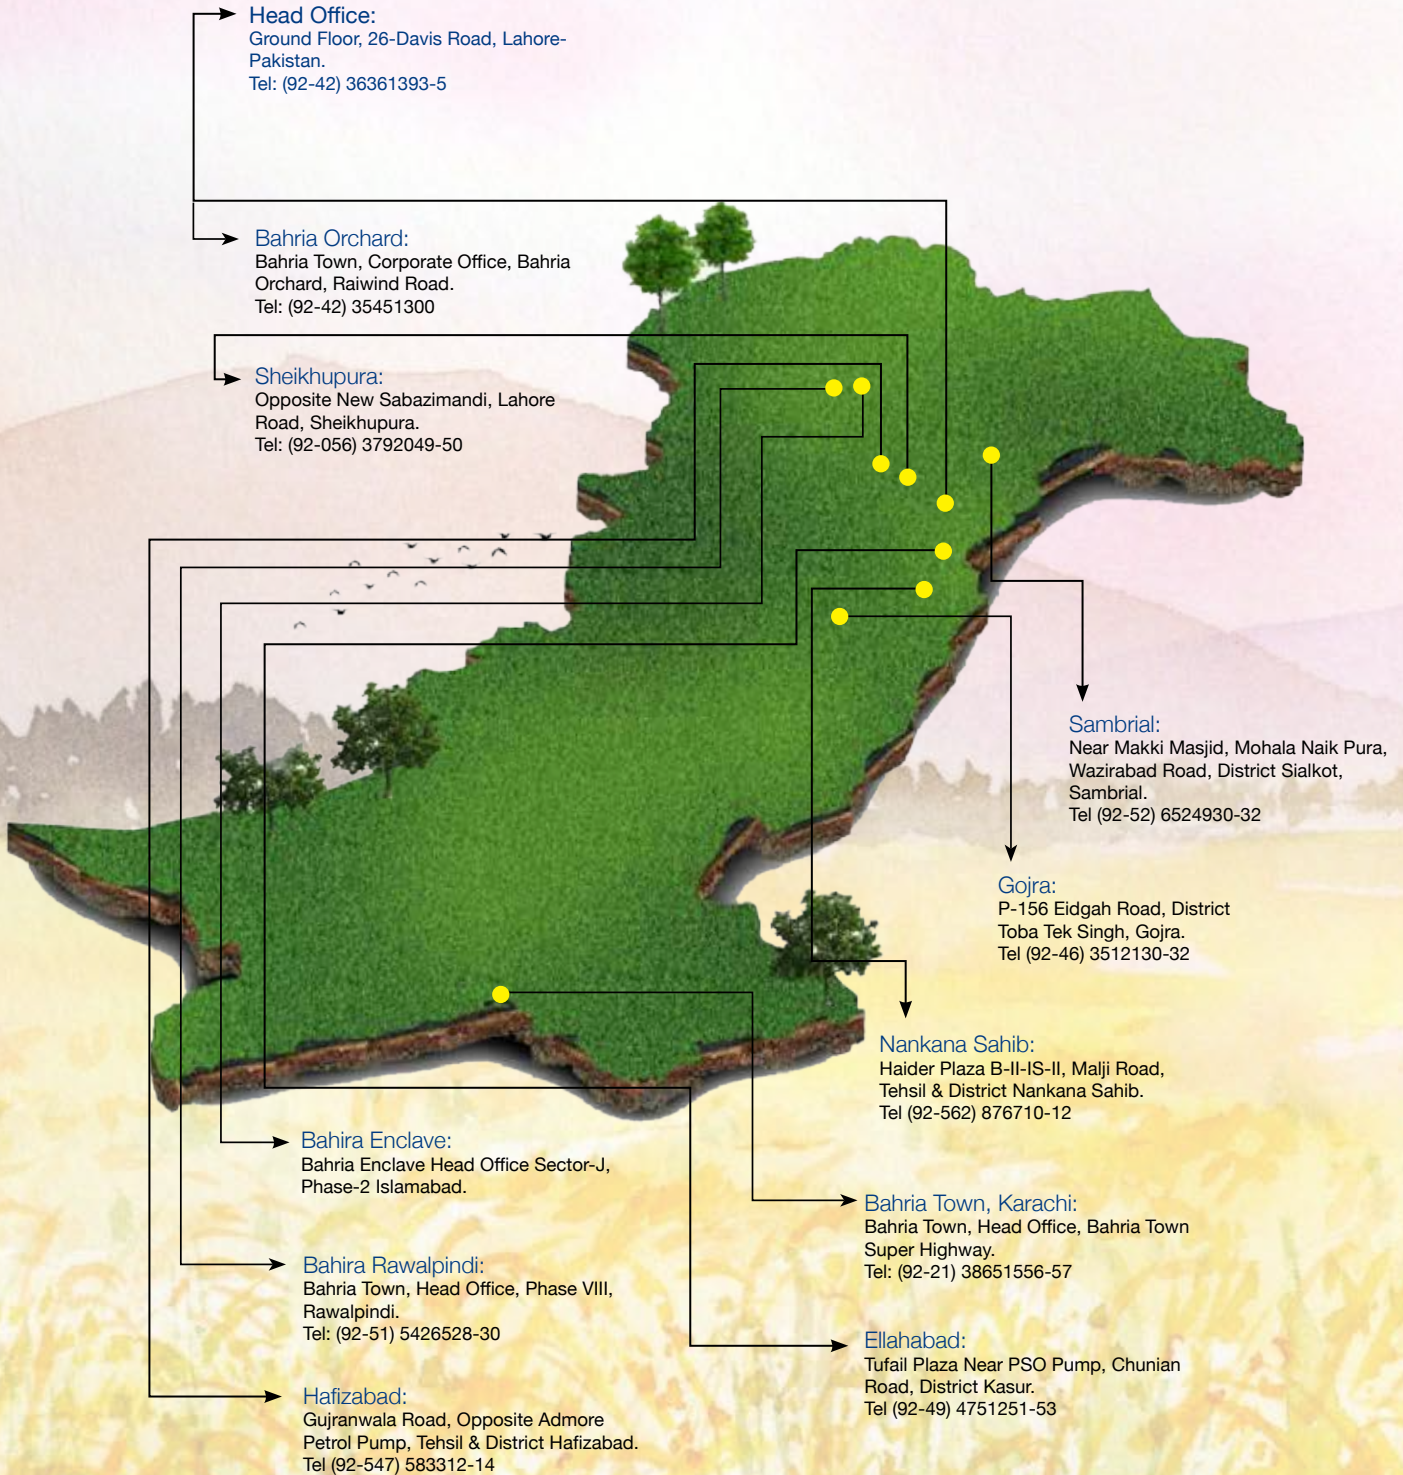 Head Office:
Ground Floor, 26-Davis Road, Lahore-
Pakistan.
Tel: (92-42) 36361393-5
Bahria Orchard:
Bahria Town, Corporate Office, Bahria
Orchard, Raiwind Road.
Tel: (92-42) 35451300
Sheikhupura:
Opposite New Sabazimandi, Lahore
Road, Sheikhupura.
Tel: (92-056) 3792049-50
Sambrial:
Near Makki Masjid, Mohala Naik Pura,
Wazirabad Road, District Sialkot,
Sambrial.
Tel (92-52) 6524930-32
Gojra:
P-156 Eidgah Road, District
Toba Tek Singh, Gojra.
Tel (92-46) 3512130-32
Nankana Sahib:
Haider Plaza B-II-IS-II, Malji Road,
Tehsil & District Nankana Sahib.
Tel (92-562) 876710-12
Bahira Enclave:
Bahria Enclave Head Office Sector-J,
Phase-2 Islamabad.
Bahria Town, Karachi:
Bahria Town, Head Office, Bahria Town
Super Highway.
Tel: (92-21) 38651556-57
Bahira Rawalpindi:
Bahria Town, Head Office, Phase VIII,
Rawalpindi.
Tel: (92-51) 5426528-30
Ellahabad:
Tufail Plaza Near PSO Pump, Chunian
Road, District Kasur.
Tel (92-49) 4751251-53
Hafizabad:
Gujranwala Road, Opposite Admore
Petrol Pump, Tehsil & District Hafizabad.
Tel (92-547) 583312-14